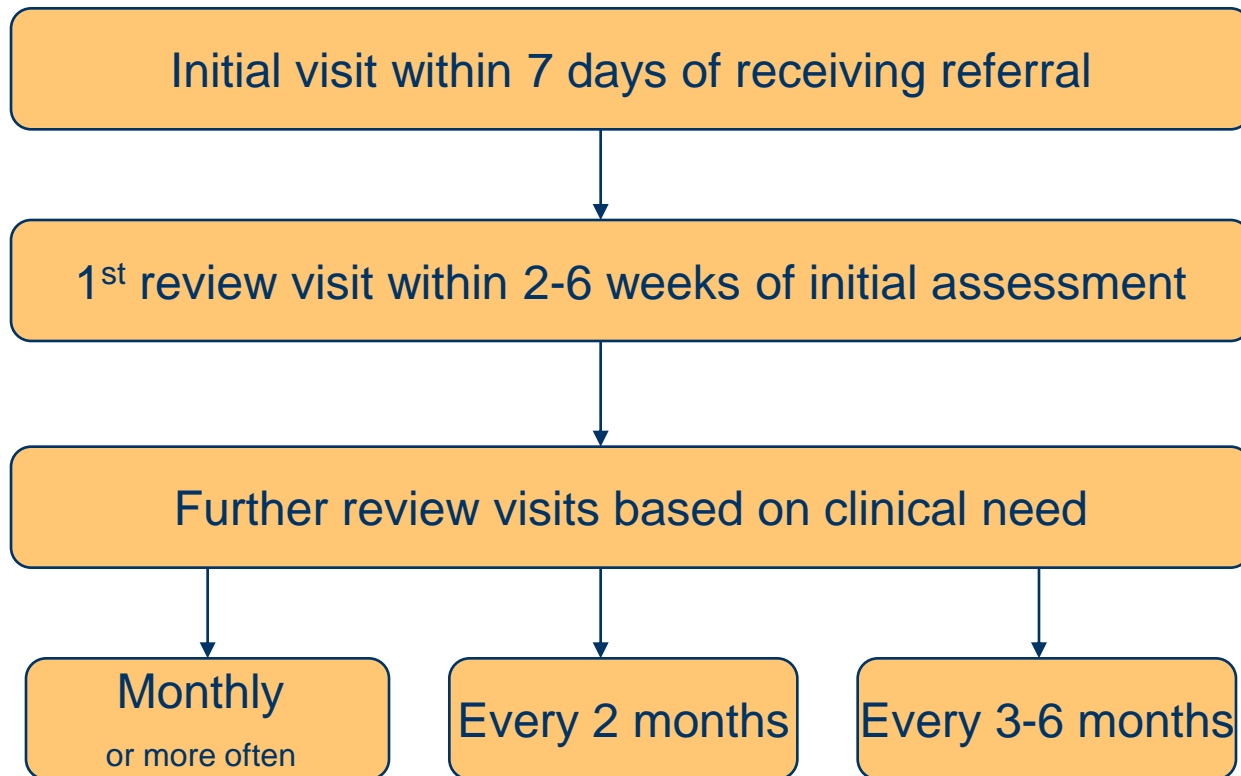 Initial visit within 7 days of receiving referral
1st review visit within 2-6 weeks of initial assessment
Further review visits based on clinical need
Monthly
or more often
Every 2 months
Every 3-6 months